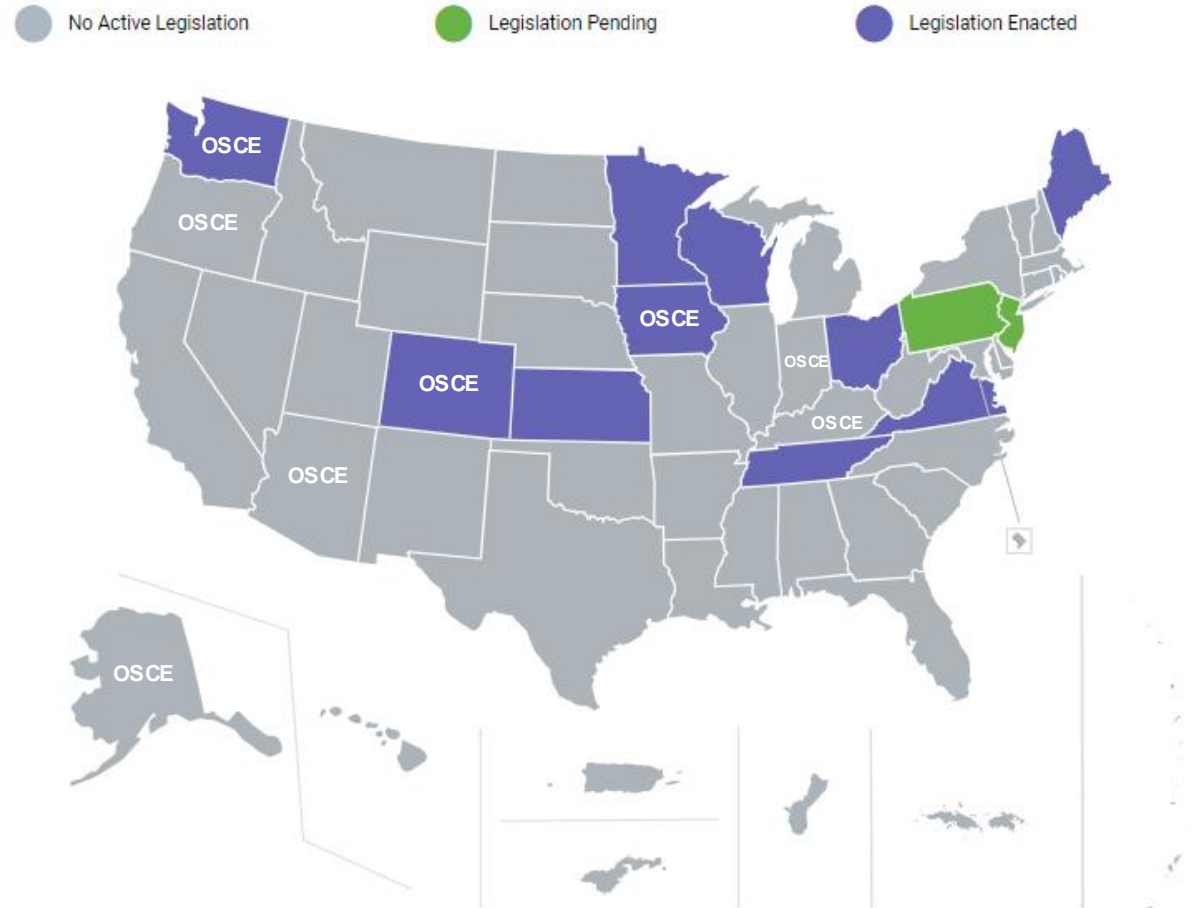 No Active Legislation
Legislation Pending
Legislation Enacted
OSCE
OSCE
OSCE
OSCE
OSCE
OSCE
OSCE
OSCE